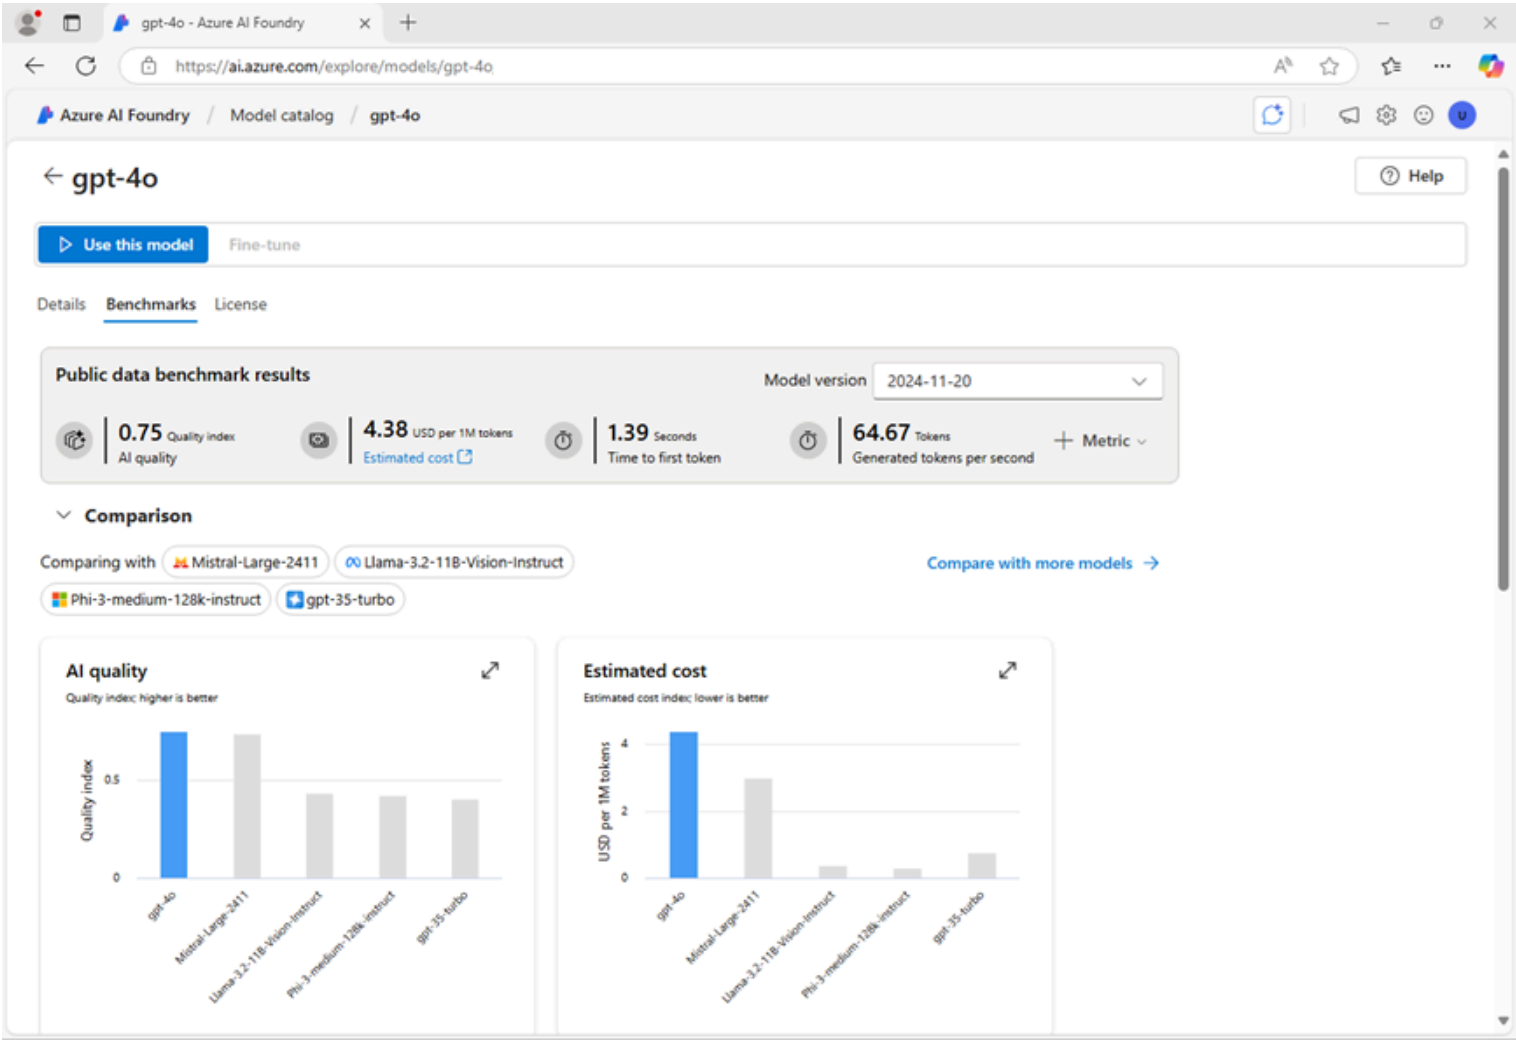 gpt-4o - Azure AI Foundry
https://ai.azure.com/explore/models/gpt-4o
Azure AI Foundry / Model catalog / gpt-4o
U
gpt-4o
Help
Use this model
Fine-tune
Details
Benchmarks
License
Public data benchmark results
Model version
2024-11-20
0.75 Quality index
AI quality
4.38 USD per 1M tokens
Estimated cost
1.39 Seconds
Time to first token
64.67 Tokens
Generated tokens per second
Metric
Comparison
Comparing with
Mistral-Large-2411
Llama-3.2-11B-Vision-Instruct
Compare with more models
Phi-3-medium-128k-instruct
gpt-35-turbo
AI quality
Quality index; higher is better
Quality index
0.5
0
gpt-4o
Mistral-Large-2411
Llama-3.2-11B-Vision-Instruct
Phi-3-medium-128k-instruct
gpt-35-turbo
Estimated cost
Estimated cost index; lower is better
USD per 1M tokens
4
2
0
gpt-4o
Mistral-Large-2411
Llama-3.2-11B-Vision-Instruct
Phi-3-medium-128k-instruct
gpt-35-turbo